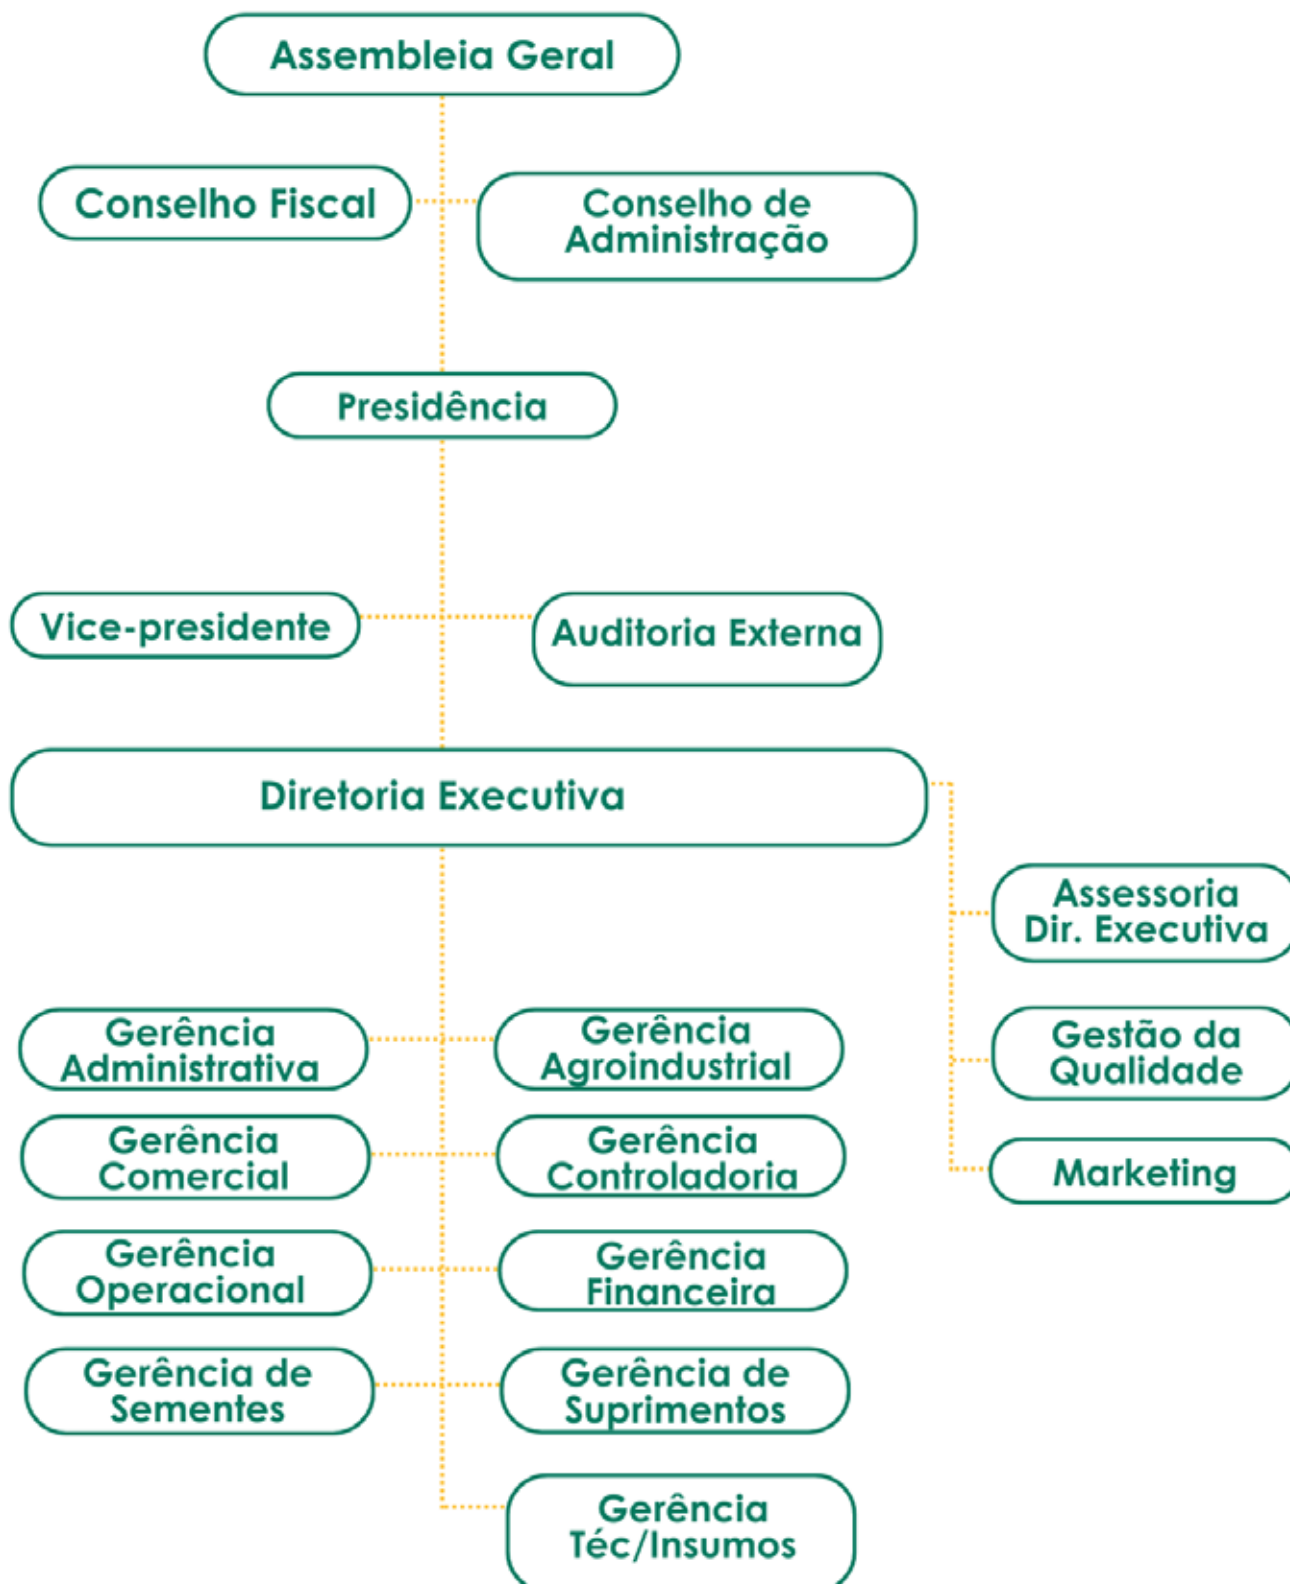 Assembleia Geral
Conselho Fiscal
Conselho de
Administração
Presidência
Vice-presidente
Auditoria Externa
Diretoria Executiva
Assessoria
Dir. Executiva
Gestão da
Qualidade
Marketing
Gerência
Administrativa
Gerência
Agroindustrial
Gerência
Comercial
Gerência
Controladoria
Gerência
Operacional
Gerência
Financeira
Gerência de
Sementes
Gerência de
Suprimentos
Gerência
Téc/Insumos